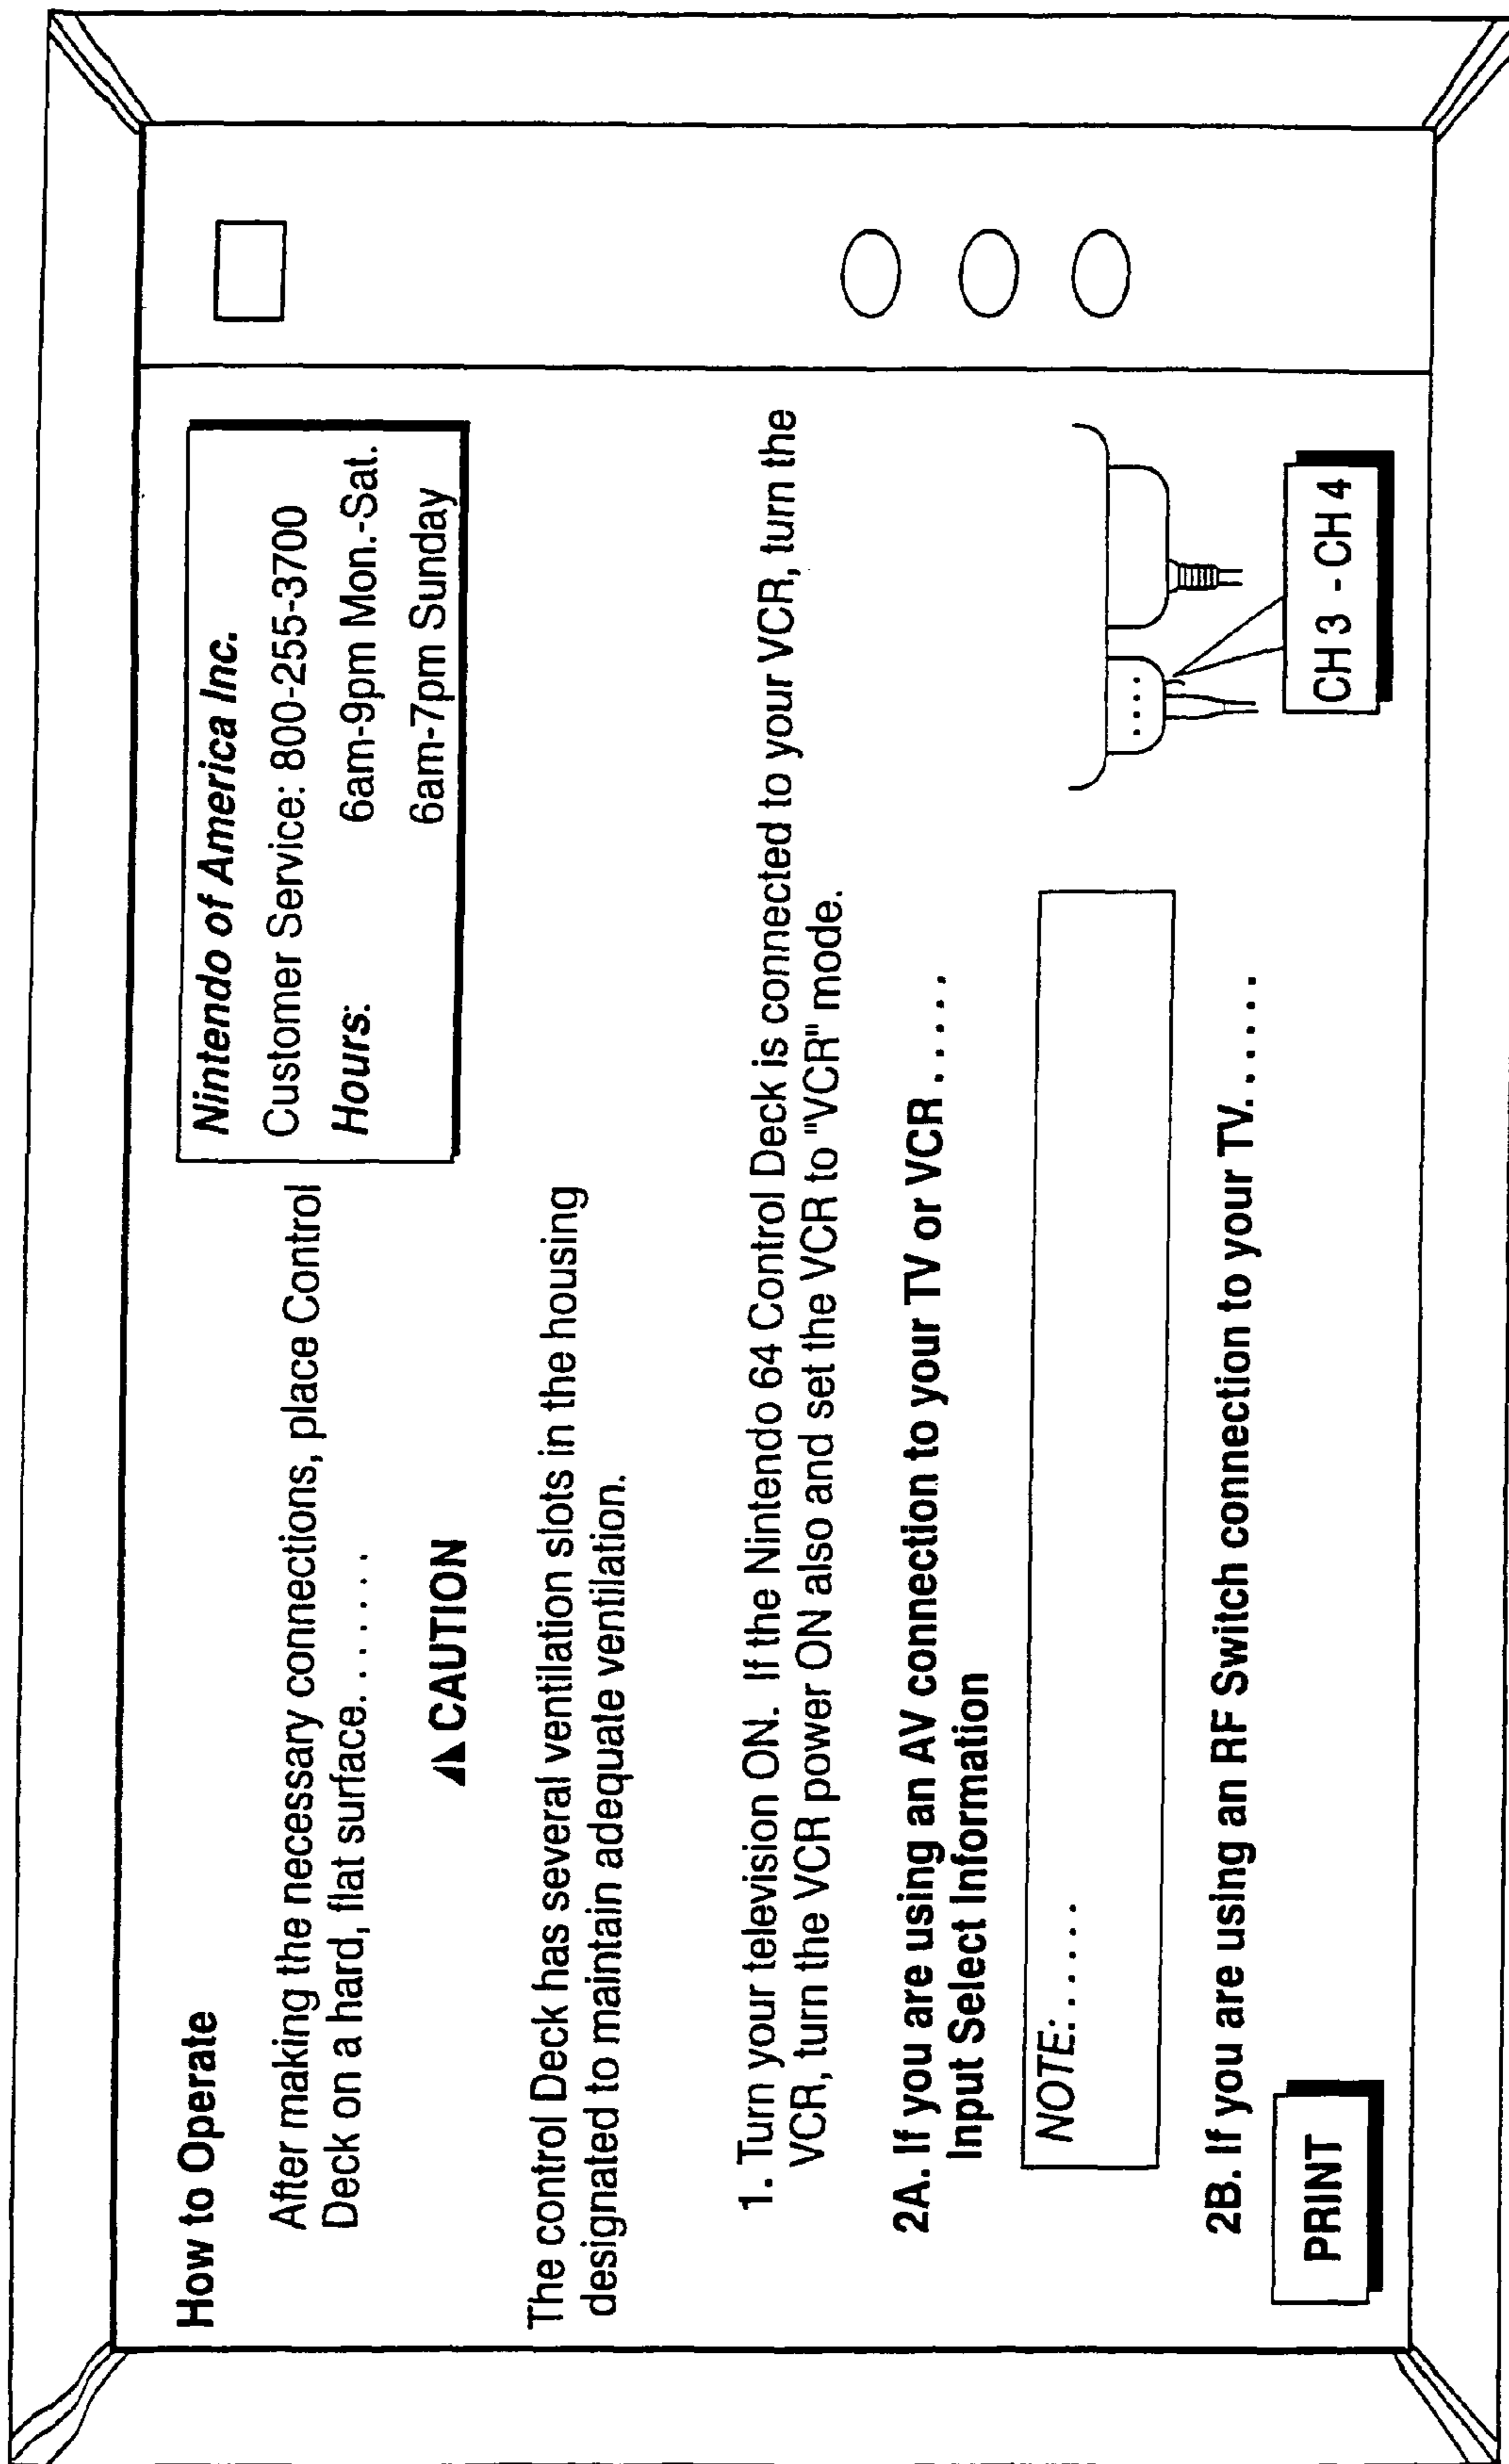 How to Operate
After making the necessary connections, place Control
Deck on a hard, flat surface.......
Nintendo of America Inc.
Customer Service: 800-255-3700
Hours: 6am-9pm Mon.-Sat.
6am-7pm Sunday
CAUTION
The control Deck has several ventilation slots in the housing
designated to maintain adequate ventilation.
1. Turn your television ON. If the Nintendo 64 Control Deck is connected to your VCR, turn the
VCR, turn the VCR power ON also and set the VCR to "VCR" mode.
2A. If you are using an AV connection to your TV or VCR.....
Input Select Information
NOTE:.....
2B. If you are using an RF Switch connection to your TV......
CH 3 - CH 4
PRINT